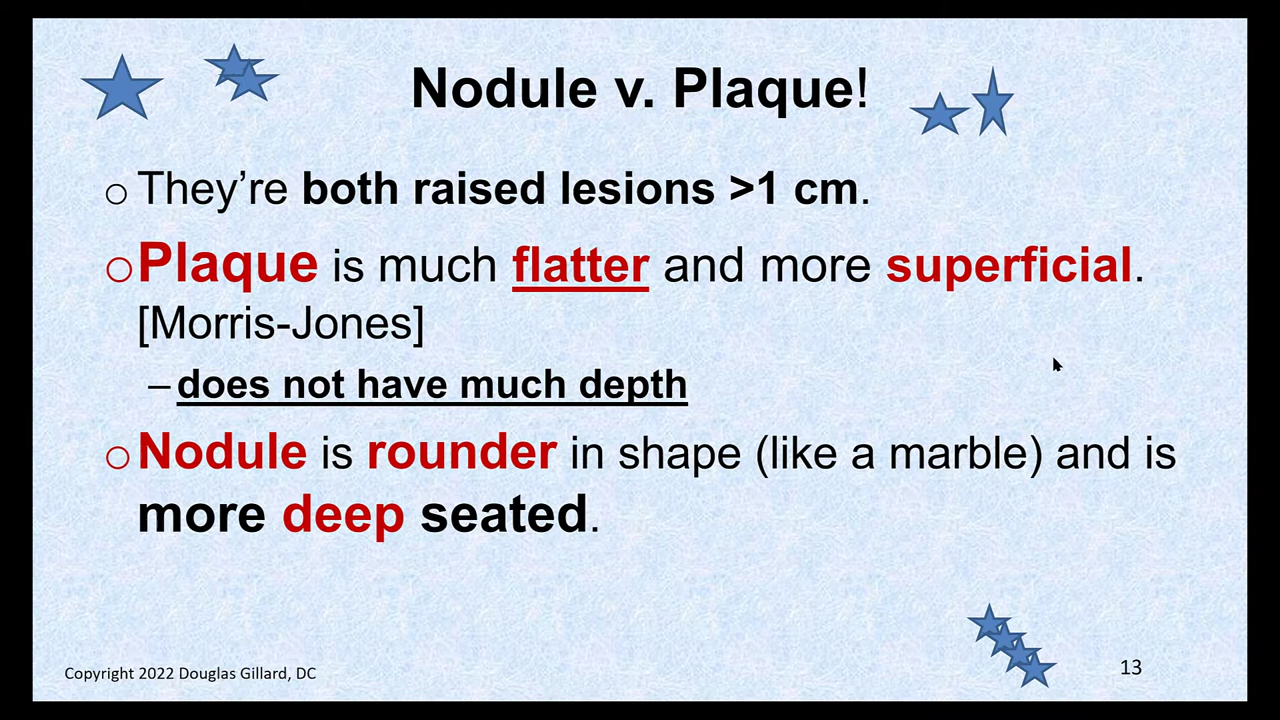 Nodule v. Plaque!
They’re both raised lesions >1 cm.
Plaque is much flatter and more superficial.
[Morris-Jones]
–does not have much depth
Nodule is rounder in shape (like a marble) and is
more deep seated.
Copyright 2022 Douglas Gillard, DC
13